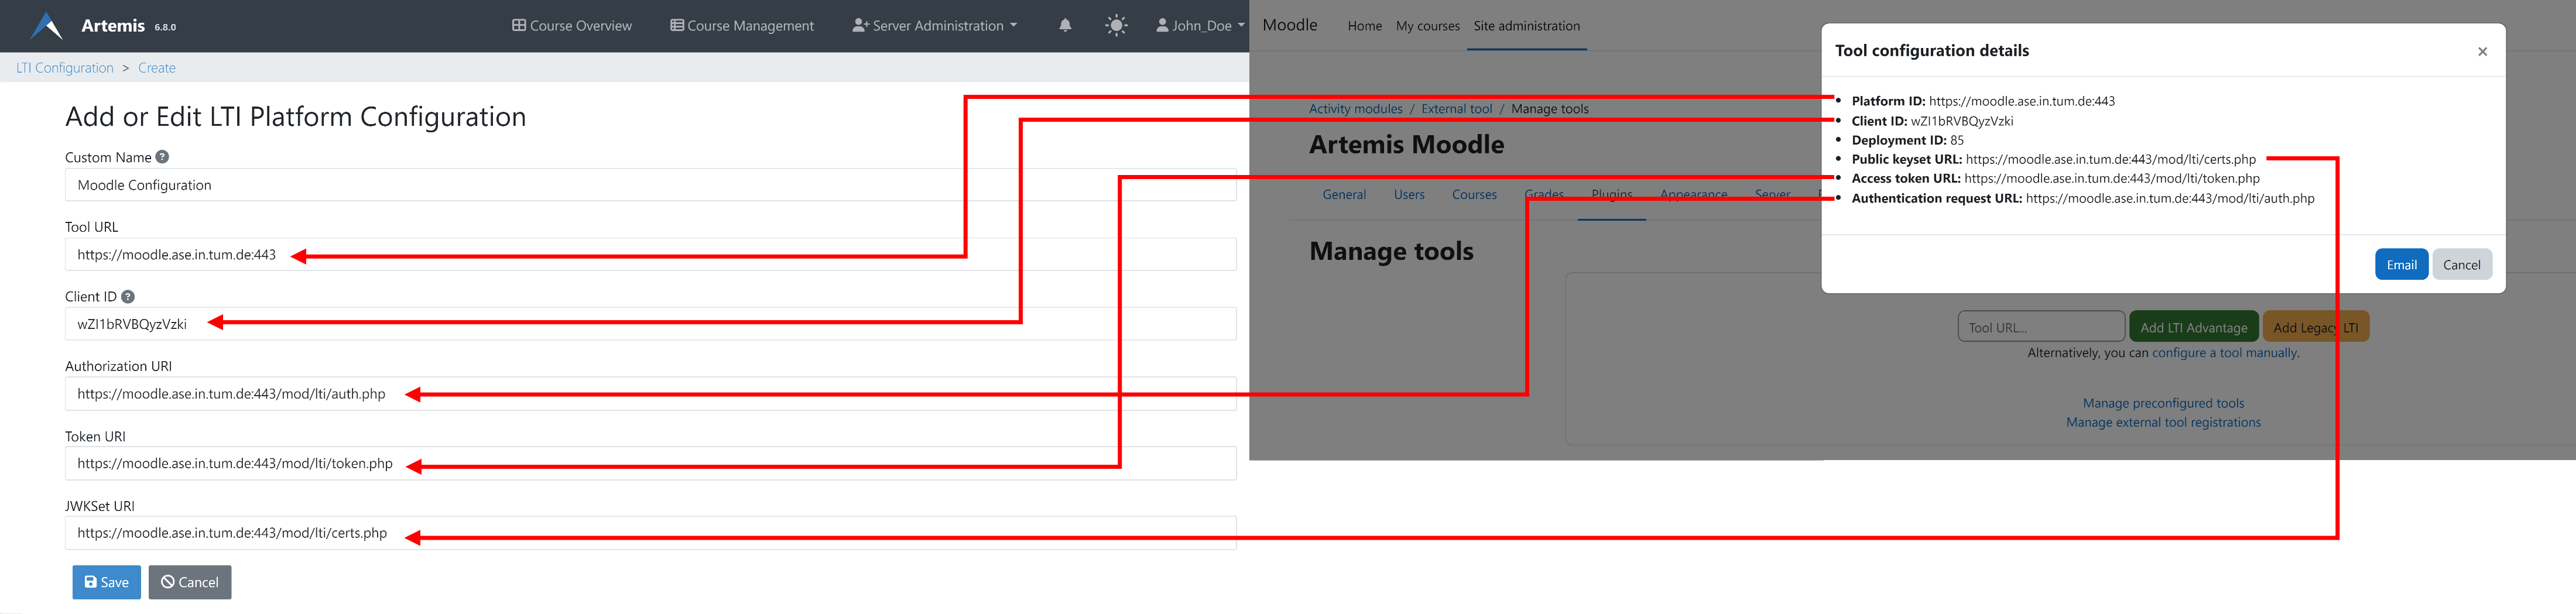 Artemis 6.8.0
Course Overview
Course Management
Server Administration
John_Doe
LTI Configuration > Create
Add or Edit LTI Platform Configuration
Custom Name ?
Moodle Configuration
Tool URL
https://moodle.ase.in.tum.de:443
Client ID ?
wZI1bRVBQyzVzki
Authorization URI
https://moodle.ase.in.tum.de:443/mod/lti/auth.php
Token URI
https://moodle.ase.in.tum.de:443/mod/lti/token.php
JWKSet URI
https://moodle.ase.in.tum.de:443/mod/lti/certs.php
Save
Cancel
Moodle
Home
My courses
Site administration
Activity modules / External tool / Manage tools
Artemis Moodle
General
Users
Courses
Grades
Plugins
Appearance
Server
Manage tools
Tool URL...
Add LTI Advantage
Add Legacy LTI
Alternatively, you can configure a tool manually.
Manage preconfigured tools
Manage external tool registrations
Tool configuration details
×
• Platform ID: https://moodle.ase.in.tum.de:443
• Client ID: wZI1bRVBQyzVzki
• Deployment ID: 85
• Public keyset URL: https://moodle.ase.in.tum.de:443/mod/lti/certs.php
• Access token URL: https://moodle.ase.in.tum.de:443/mod/lti/token.php
• Authentication request URL: https://moodle.ase.in.tum.de:443/mod/lti/auth.php
Email
Cancel